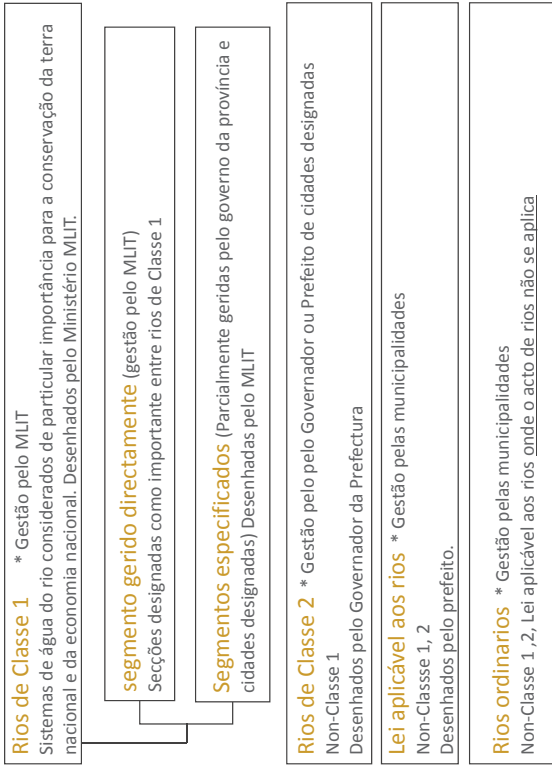 Rios de Classe 1 * Gestão pelo MLIT
Sistemas de água do rio considerados de particular importância para a conservação da terra
nacional e da economia nacional. Desenhados pelo Ministério MLIT.
segmento gerido directamente (gestão pelo MLIT)
Secções designadas como importante entre rios de Classe 1
Segmentos especificados (Parcialmente geridas pelo governo da província e
cidades designadas) Desenhadas pelo MLIT
Rios de Classe 2 * Gestão pelo pelo Governador ou Prefeito de cidades designadas
Non-Classe 1
Desenhados pelo Governador da Prefectura
Lei aplicável aos rios * Gestão pelas municipalidades
Non-Classse 1, 2
Desenhados pelo prefeito.
Rios ordinarios * Gestão pelas municipalidades
Non-Classe 1 ,2, Lei aplicável aos rios onde o acto de rios não se aplica